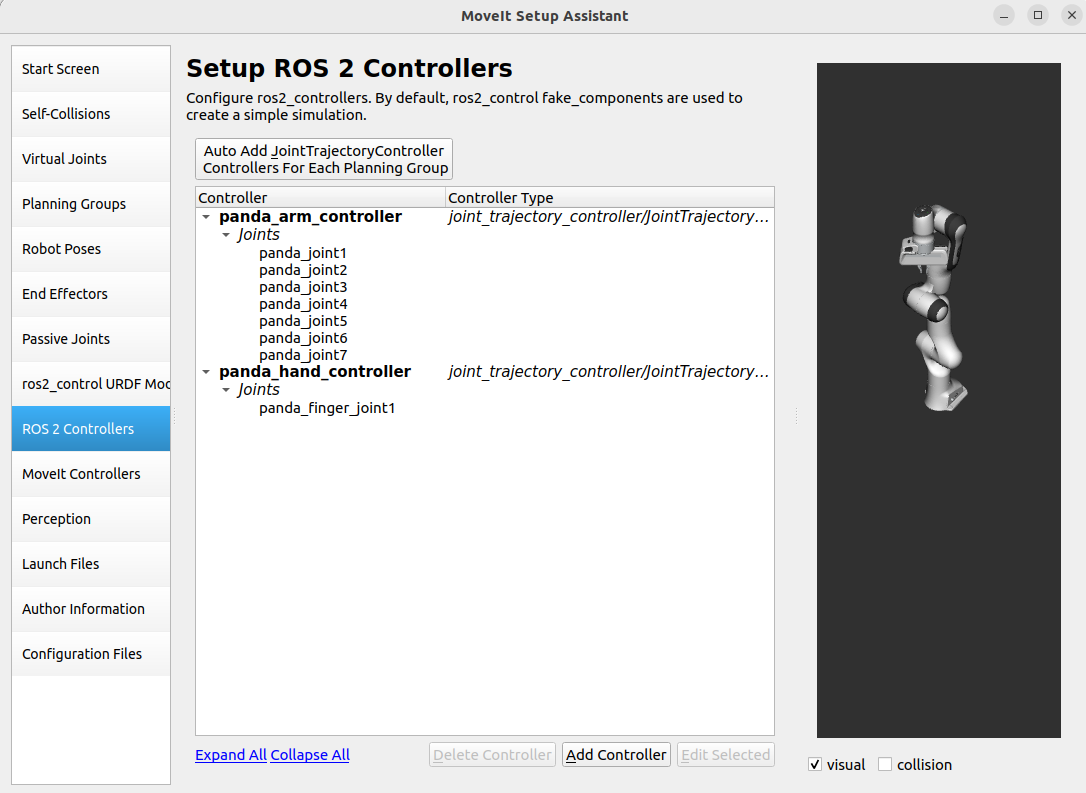 MoveIt Setup Assistant
Start Screen
Self-Collisions
Virtual Joints
Planning Groups
Robot Poses
End Effectors
Passive Joints
ros2_control URDF Moc
ROS 2 Controllers
MoveIt Controllers
Perception
Launch Files
Author Information
Configuration Files
Setup ROS 2 Controllers
Configure ros2_controllers. By default, ros2_control fake_components are used to
create a simple simulation.
Auto Add JointTrajectoryController
Controllers For Each Planning Group
Controller Controller Type
panda_arm_controller joint_trajectory_controller/JointTrajectory...
Joints
panda_joint1
panda_joint2
panda_joint3
panda_joint4
panda_joint5
panda_joint6
panda_joint7
panda_hand_controller joint_trajectory_controller/JointTrajectory...
Joints
panda_finger_joint1
Expand All Collapse All Delete Controller Add Controller Edit Selected
visual collision